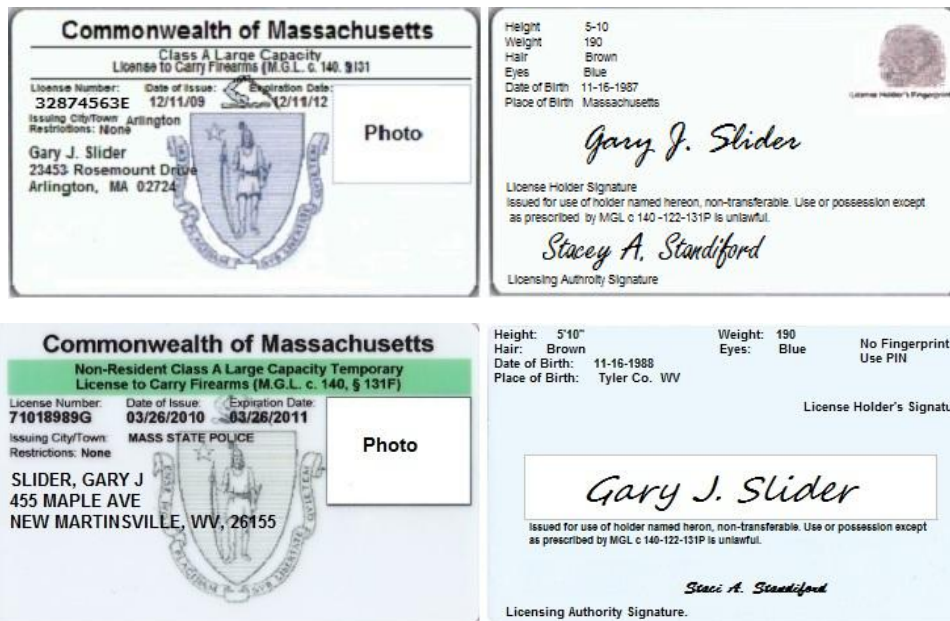 Commonwealth of Massachusetts
Class A Large Capacity
License to Carry Firearms (M.G.L. c. 140. §131
License Number: Date of Issue: Expiration Date:
32874563E 12/11/09 12/11/12
Issuing City/Town Arlington
Restrictions: None
Photo
Gary J. Slider
23453 Rosemount Drive
Arlington, MA 02724
Height 5-10
Weight 190
Hair Brown
Eyes Blue
Date of Birth 11-16-1987
Place of Birth Massachusetts
License Holder's Fingerprint
Gary J. Slider
License Holder Signature
Issued for use of holder named hereon, non-transferable. Use or possession except
as prescribed by MGL c 140 -122-131P is unlawful.
Stacey A. Standiford
Licensing Authroity Signature
Commonwealth of Massachusetts
Non-Resident Class A Large Capacity Temporary
License to Carry Firearms (M.G.L. c. 140, § 131F)
License Number: Date of Issue: Expiration Date:
71018989G 03/26/2010 03/26/2011
Issuing City/Town: MASS STATE POLICE
Restrictions: None
Photo
SLIDER, GARY J
455 MAPLE AVE
NEW MARTINSVILLE, WV, 26155
Height: 5'10" Weight: 190
Hair: Brown Eyes: Blue
No Fingerprint
Use PIN
Date of Birth: 11-16-1988
Place of Birth: Tyler Co. WV
License Holder's Signatu
Gary J. Slider
Issued for use of holder named heron, non-transferable. Use or possession except
as prescribed by MGL c 140-122-131P is unlawful.
Staci A. Standiford
Licensing Authority Signature.